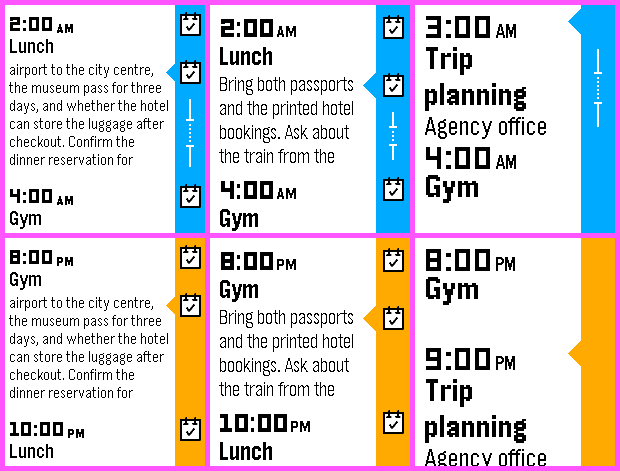 2:00 AM
Lunch
airport to the city centre,
the museum pass for three
days, and whether the hotel
can store the luggage after
checkout. Confirm the
dinner reservation for
4:00 AM
Gym
2:00 AM
Lunch
Bring both passports
and the printed hotel
bookings. Ask about
the train from the
4:00 AM
Gym
3:00 AM
Trip
planning
Agency office
4:00 AM
Gym
8:00 PM
Gym
airport to the city centre,
the museum pass for three
days, and whether the hotel
can store the luggage after
checkout. Confirm the
dinner reservation for
10:00 PM
Lunch
8:00 PM
Gym
Bring both passports
and the printed hotel
bookings. Ask about
the train from the
10:00 PM
Lunch
8:00 PM
Gym
9:00 PM
Trip
planning
Agency office